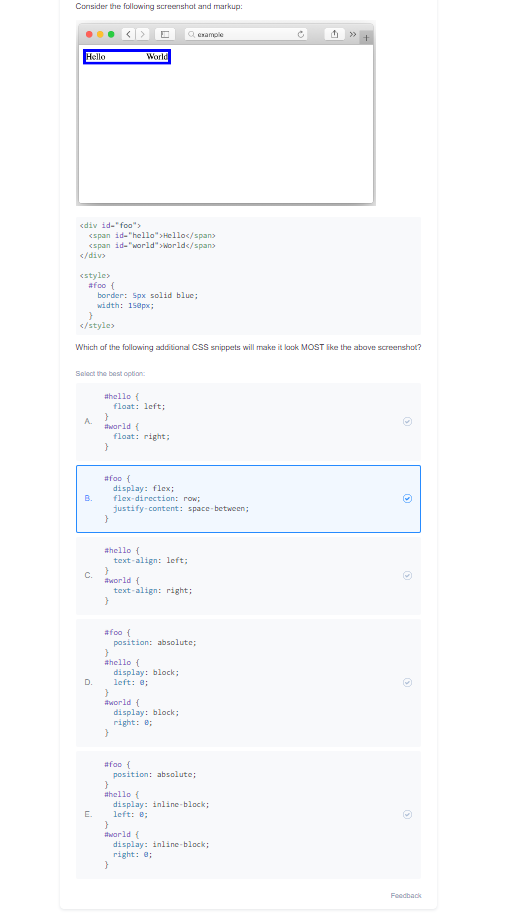 Consider the following screenshot and markup:
example
Hello World
<div id="foo">
<span id="hello">Hello</span>
<span id="world">World</span>
</div>
<style>
#foo {
border: 5px solid blue;
width: 150px;
}
</style>
Which of the following additional CSS snippets will make it look MOST like the above screenshot?
Select the best option:
A.
#hello {
float: left;
}
#world {
float: right;
}
B.
#foo {
display: flex;
flex-direction: row;
justify-content: space-between;
}
C.
#hello {
text-align: left;
}
#world {
text-align: right;
}
D.
#foo {
position: absolute;
}
#hello {
display: block;
left: 0;
}
#world {
display: block;
right: 0;
}
E.
#foo {
position: absolute;
}
#hello {
display: inline-block;
left: 0;
}
#world {
display: inline-block;
right: 0;
}
Feedback